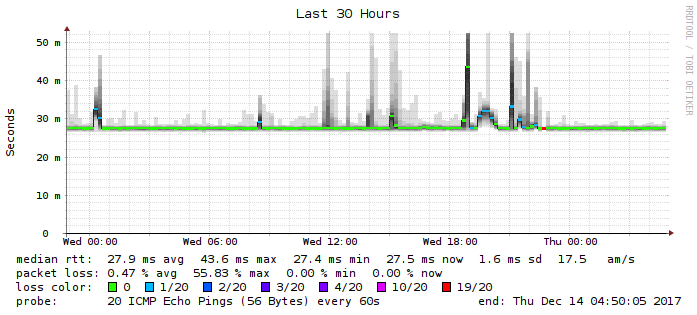 Last 30 Hours
RRDTOOL / TOBI OETIKER
Seconds
50 m
40 m
30 m
20 m
10 m
0
Wed 00:00 Wed 06:00 Wed 12:00 Wed 18:00 Thu 00:00
median rtt: 27.9 ms avg 43.6 ms max 27.4 ms min 27.5 ms now 1.6 ms sd 17.5 am/s
packet loss: 0.47 % avg 55.83 % max 0.00 % min 0.00 % now
loss color: 0 1/20 2/20 3/20 4/20 10/20 19/20
probe: 20 ICMP Echo Pings (56 Bytes) every 60s end: Thu Dec 14 04:50:05 2017